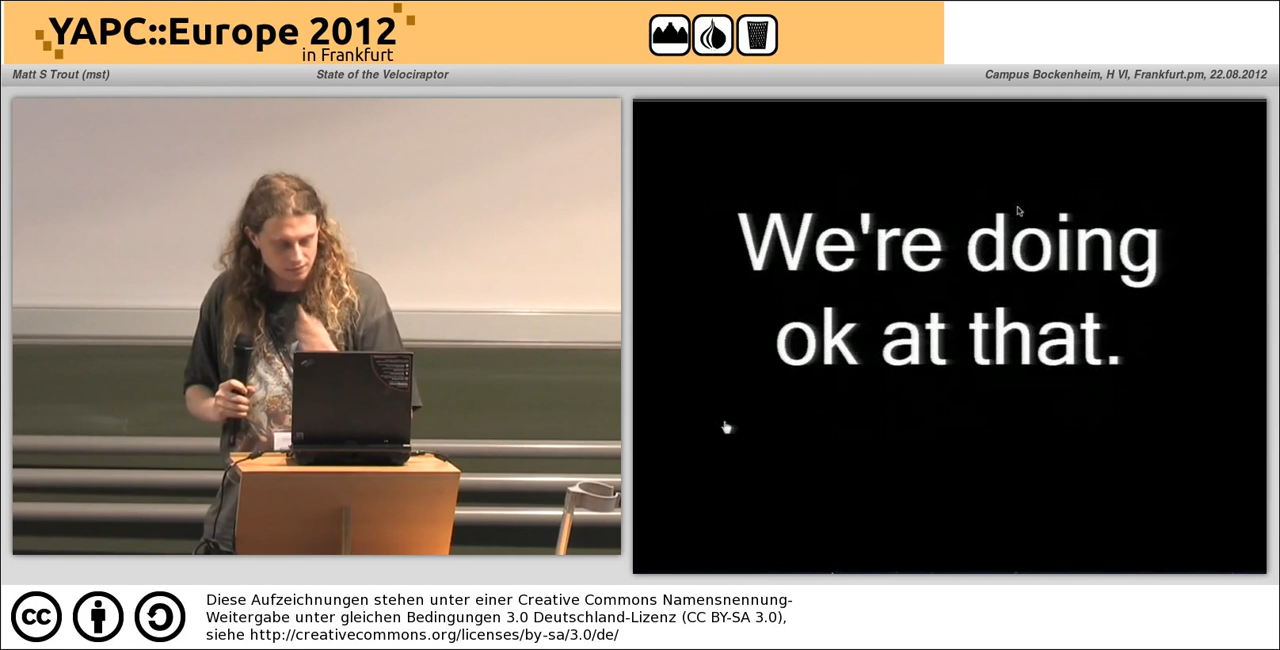 YAPC::Europe 2012
in Frankfurt
Matt S Trout (mst) State of the Velociraptor Campus Bockenheim, H VI, Frankfurt.pm, 22.08.2012
We're doing
ok at that.
cc
Diese Aufzeichnungen stehen unter einer Creative Commons Namensnennung-
Weitergabe unter gleichen Bedingungen 3.0 Deutschland-Lizenz (CC BY-SA 3.0),
siehe http://creativecommons.org/licenses/by-sa/3.0/de/